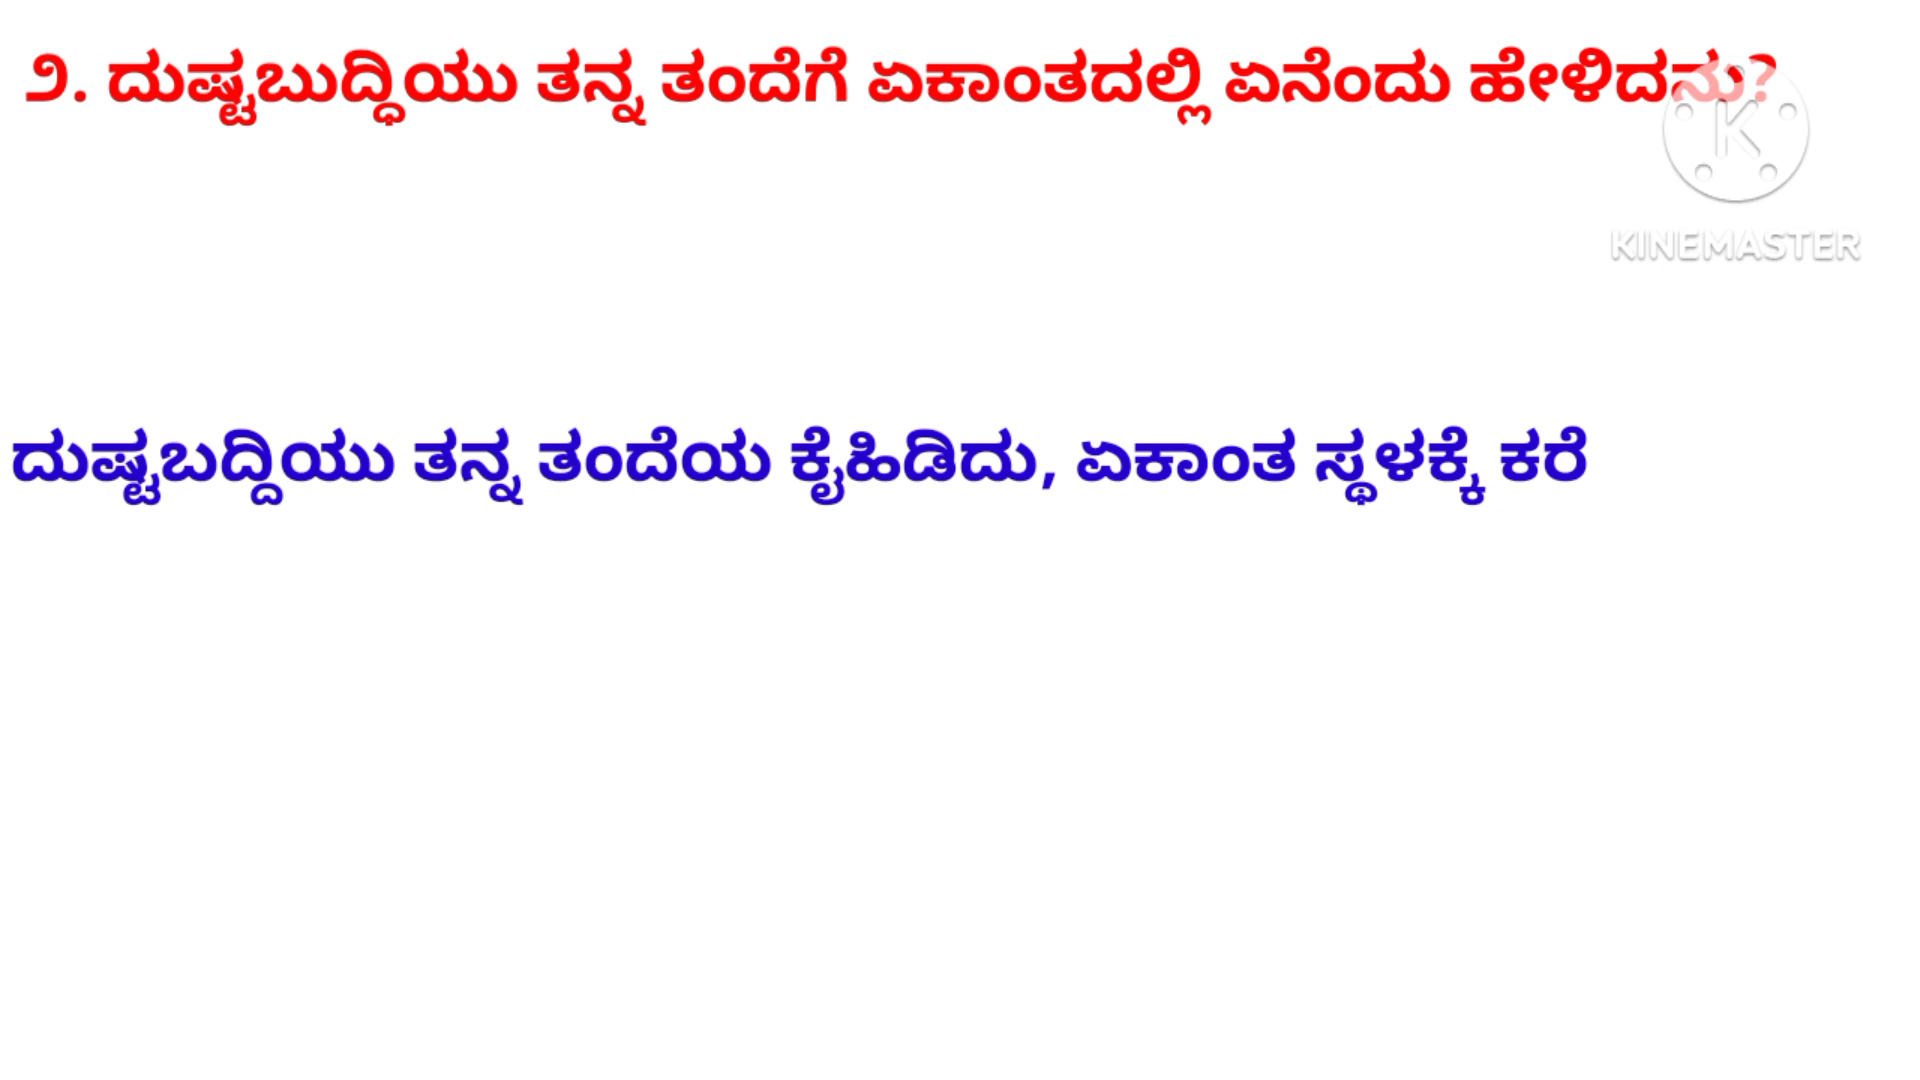 ೨. ದುಷ್ಟಬುದ್ಧಿಯು ತನ್ನ ತಂದೆಗೆ ಏಕಾಂತದಲ್ಲಿ ಏನೆಂದು ಹೇಳಿದನು?
KINEMASTER
ದುಷ್ಟಬದ್ದಿಯು ತನ್ನ ತಂದೆಯ ಕೈಹಿಡಿದು, ಏಕಾಂತ ಸ್ಥಳಕ್ಕೆ ಕರೆ